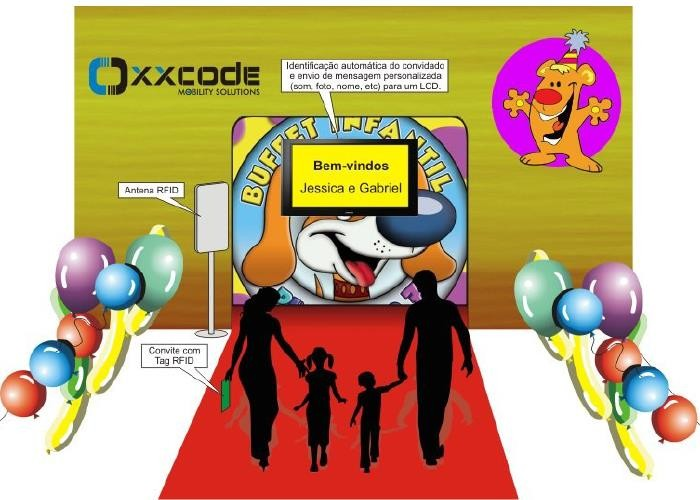 Oxxcode
MOBILITY SOLUTIONS
Identificação automática do convidado
e envio de mensagem personalizada
(som, foto, nome, etc) para um LCD.
BUFFET INFANTIL
Bem-vindos
Jessica e Gabriel
Antena RFID
Convite com
Tag RFID